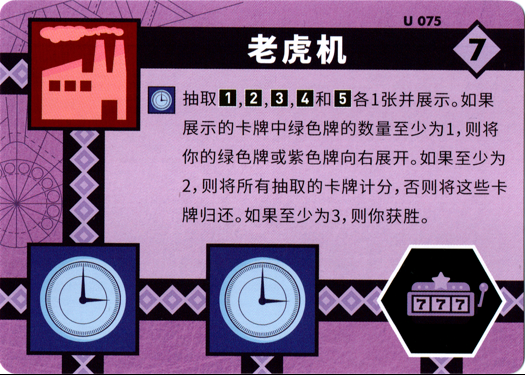 U 075
老虎机
7
抽取1,2,3,4和5各1张并展示。如果
展示的卡牌中绿色牌的数量至少为1,则将
你的绿色牌或紫色牌向右展开。如果至少为
2,则将所有抽取的卡牌计分,否则将这些卡
牌归还。如果至少为3,则你获胜。
777